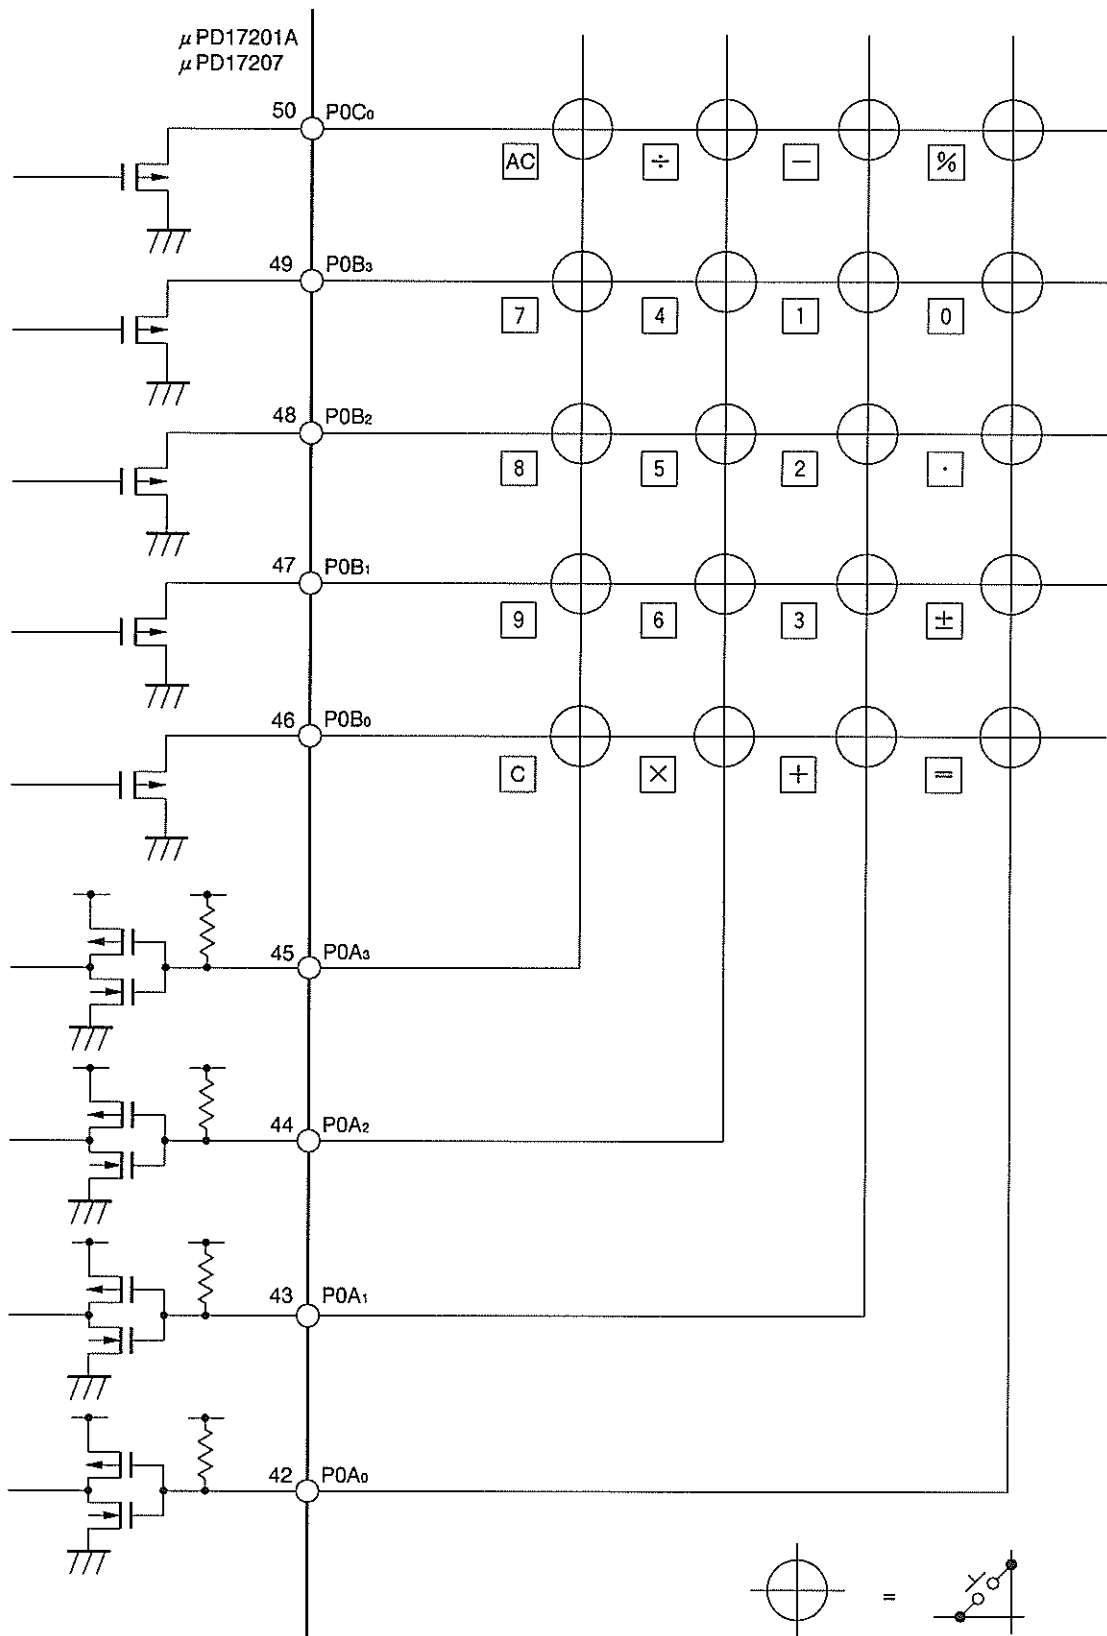 μPD17201A
μPD17207
50 P0C₀
AC ÷ − %
49 P0B₃
7 4 1 0
48 P0B₂
8 5 2 ·
47 P0B₁
9 6 3 ±
46 P0B₀
C × + =
45 P0A₃
44 P0A₂
43 P0A₁
42 P0A₀
=